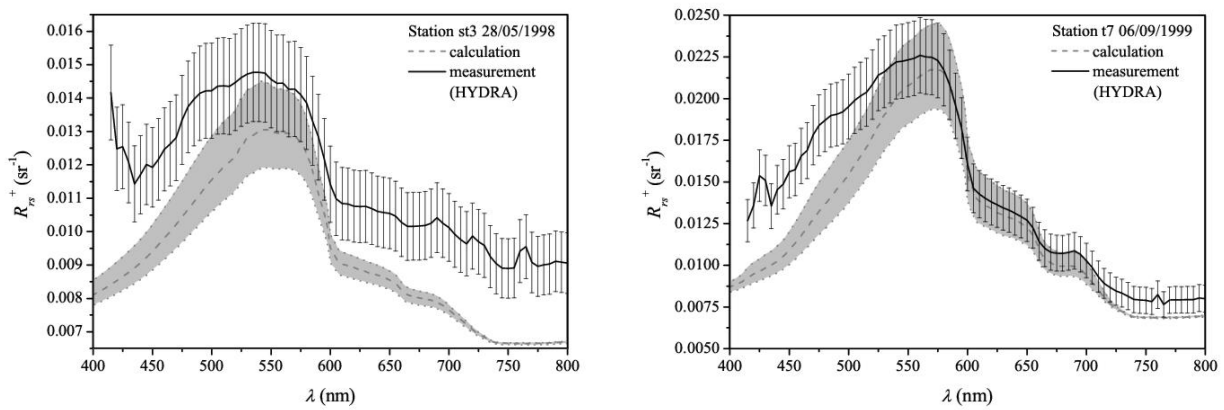 Station st3 28/05/1998
calculation
measurement
(HYDRA)
R_rs^+ (sr^-1)
0.016
0.015
0.014
0.013
0.012
0.011
0.010
0.009
0.008
0.007
400 450 500 550 600 650 700 750 800
λ (nm)
Station t7 06/09/1999
calculation
measurement
(HYDRA)
R_rs^+ (sr^-1)
0.0250
0.0225
0.0200
0.0175
0.0150
0.0125
0.0100
0.0075
0.0050
400 450 500 550 600 650 700 750 800
λ (nm)